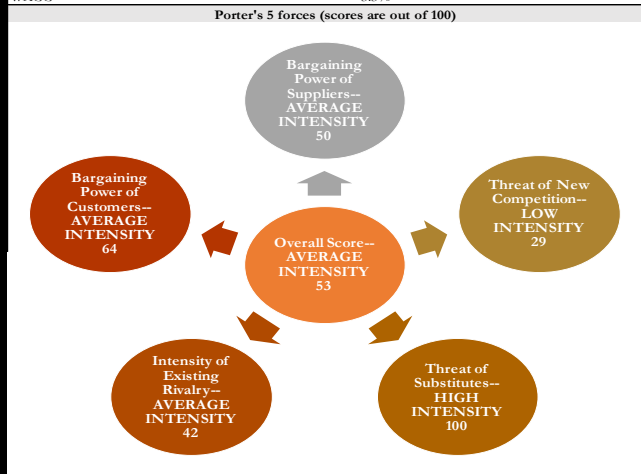 Porter's 5 forces (scores are out of 100)
Bargaining
Power of
Suppliers--
AVERAGE
INTENSITY
50
Bargaining
Power of
Customers--
AVERAGE
INTENSITY
64
Threat of New
Competition--
LOW
INTENSITY
29
Overall Score--
AVERAGE
INTENSITY
53
Intensity of
Existing
Rivalry--
AVERAGE
INTENSITY
42
Threat of
Substitutes--
HIGH
INTENSITY
100